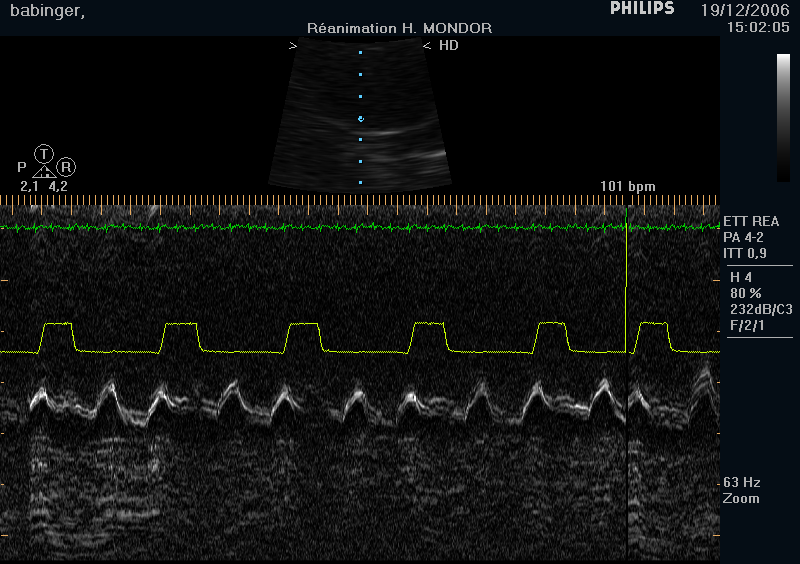 babinger,
PHILIPS
19/12/2006
15:02:05
Réanimation H. MONDOR
HD
P T R
2,1 4,2
101 bpm
ETT REA
PA 4-2
ITT 0,9
H 4
80 %
232dB/C3
F/2/1
63 Hz
Zoom